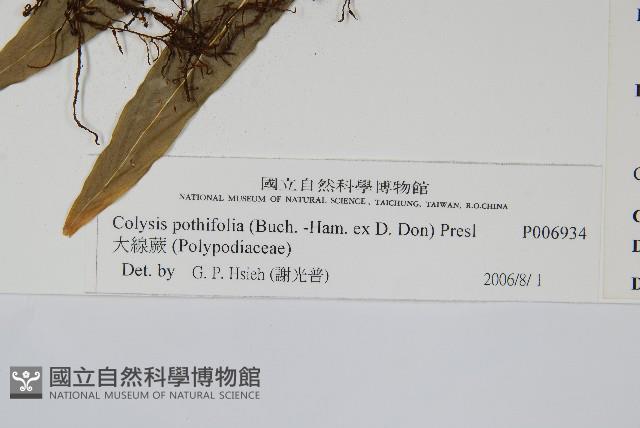 國立自然科學博物館
NATIONAL MUSEUM OF NATURAL SCIENCE , TAICHUNG, TAIWAN, R.O.CHINA
Colysis pothifolia (Buch. -Ham. ex D. Don) Presl P006934
大線蕨 (Polypodiaceae)
Det. by G. P. Hsieh (謝光普) 2006/8/ 1
國立自然科學博物館
NATIONAL MUSEUM OF NATURAL SCIENCE